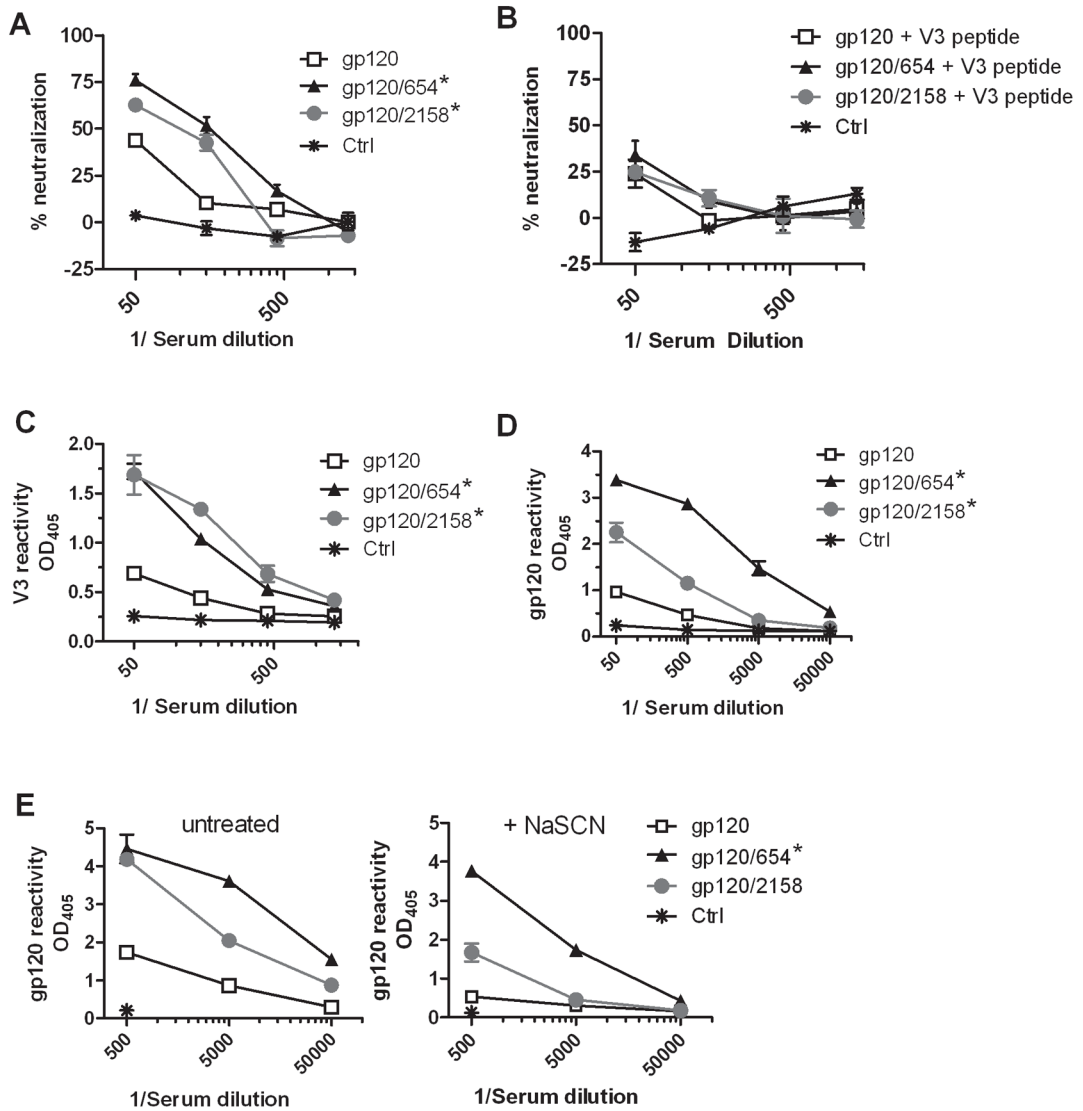 A
100
75
50
25
0
-25
% neutralization
50
500
1/ Serum dilution
gp120
gp120/654*
gp120/2158*
Ctrl
B
100
75
50
25
0
-25
% neutralization
50
500
1/ Serum Dilution
gp120 + V3 peptide
gp120/654 + V3 peptide
gp120/2158 + V3 peptide
Ctrl
C
2.0
1.5
1.0
0.5
0.0
V3 reactivity
OD405
50
500
1/ Serum dilution
gp120
gp120/654*
gp120/2158*
Ctrl
D
4
3
2
1
0
gp120 reactivity
OD405
50
500
5000
50000
1/ Serum dilution
gp120
gp120/654*
gp120/2158*
Ctrl
E
untreated
5
4
3
2
1
0
gp120 reactivity
OD405
500
5000
50000
1/Serum dilution
+ NaSCN
5
4
3
2
1
0
gp120 reactivity
OD405
500
5000
50000
1/Serum dilution
gp120
gp120/654*
gp120/2158
Ctrl